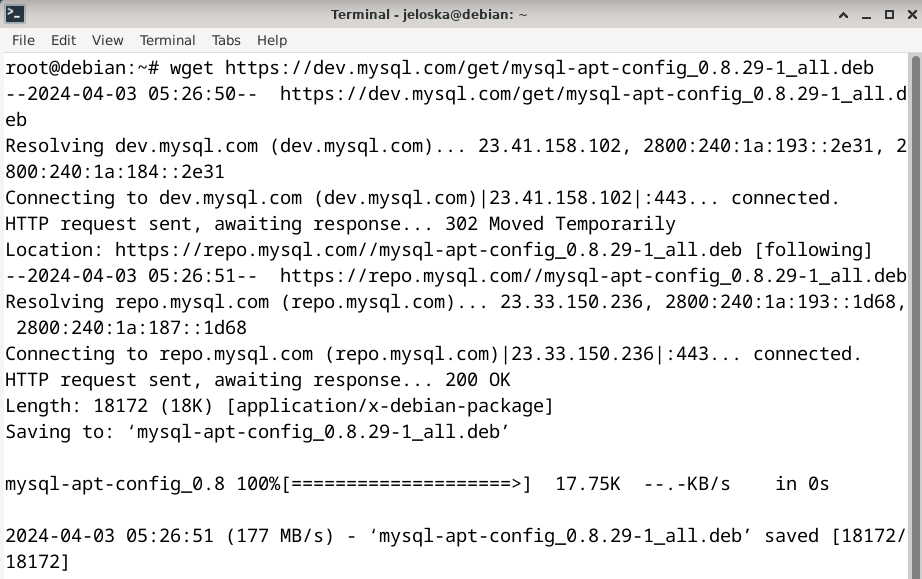 Terminal - jeloska@debian: ~
File Edit View Terminal Tabs Help
root@debian:~# wget https://dev.mysql.com/get/mysql-apt-config_0.8.29-1_all.deb
--2024-04-03 05:26:50--  https://dev.mysql.com/get/mysql-apt-config_0.8.29-1_all.d
eb
Resolving dev.mysql.com (dev.mysql.com)... 23.41.158.102, 2800:240:1a:193::2e31, 2
800:240:1a:184::2e31
Connecting to dev.mysql.com (dev.mysql.com)|23.41.158.102|:443... connected.
HTTP request sent, awaiting response... 302 Moved Temporarily
Location: https://repo.mysql.com//mysql-apt-config_0.8.29-1_all.deb [following]
--2024-04-03 05:26:51--  https://repo.mysql.com//mysql-apt-config_0.8.29-1_all.deb
Resolving repo.mysql.com (repo.mysql.com)... 23.33.150.236, 2800:240:1a:193::1d68,
 2800:240:1a:187::1d68
Connecting to repo.mysql.com (repo.mysql.com)|23.33.150.236|:443... connected.
HTTP request sent, awaiting response... 200 OK
Length: 18172 (18K) [application/x-debian-package]
Saving to: ‘mysql-apt-config_0.8.29-1_all.deb’
mysql-apt-config_0.8 100%[====================>]  17.75K  --.-KB/s    in 0s
2024-04-03 05:26:51 (177 MB/s) - ‘mysql-apt-config_0.8.29-1_all.deb’ saved [18172/
18172]